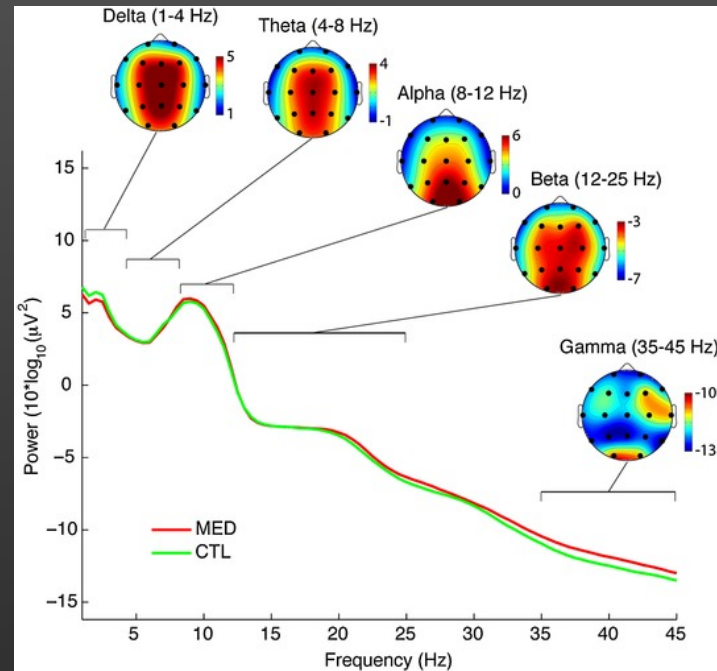 Delta (1-4 Hz)
5
1
Theta (4-8 Hz)
4
-1
Alpha (8-12 Hz)
6
0
Beta (12-25 Hz)
-3
-7
Gamma (35-45 Hz)
-10
-13
Power (10*log10 (µV2)
15
10
5
0
−5
−10
−15
MED
CTL
5 10 15 20 25 30 35 40 45
Frequency (Hz)